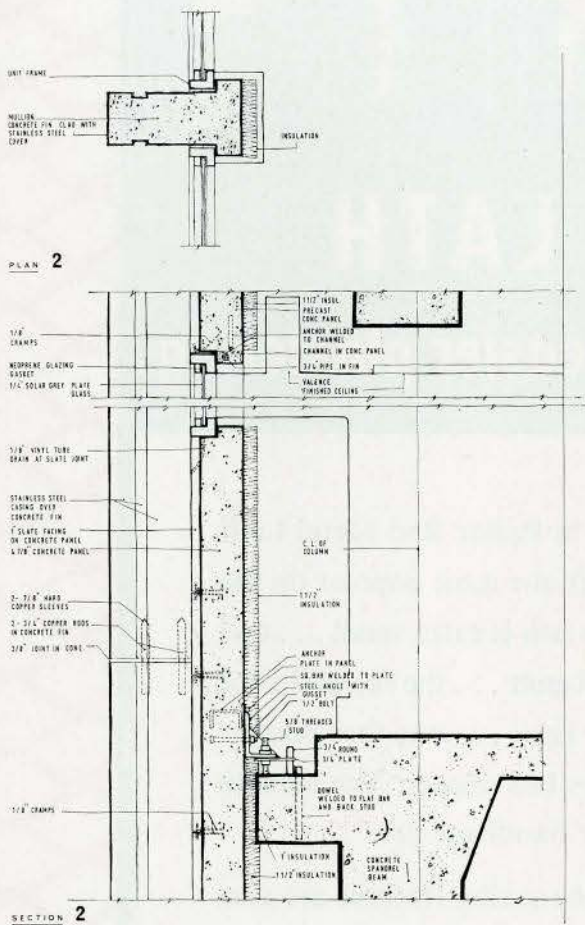 UNIT FRAME
MULLION
CONCRETE FIN CLAD WITH
STAINLESS STEEL
COVER
INSULATION
PLAN 2
1/8"
CRAMPS
NEOPRENE GLAZING
GASKET
1/4" SOLAR GREY PLATE
GLASS
1 1/2" INSUL
PRECAST
CONC PANEL
ANCHOR WELDED
TO CHANNEL
CHANNEL IN CONC PANEL
3/4 PIPE IN FIN
VALENCE
FINISHED CEILING
VINYL TUBE
DRAIN AT SLATE JOINT
STAINLESS STEEL
CASING OVER
CONCRETE FIN
1" SLATE FACING
ON CONCRETE PANEL
4 7/8" CONCRETE PANEL
C.L. OF
COLUMN
1 1/2
INSULATION
2- 7/8" HARD
COPPER SLEEVES
2- 3/4" COPPER RODS
IN CONCRETE FIN
3/8" JOINT IN CONC.
ANCHOR
PLATE IN PANEL
SQ. BAR WELDED TO PLATE
STEEL ANGLE WITH
GUSSET
1/2" BOLT
5/8 THREADED
STUD
3/4 ROUND
3/4 PLATE
DOWEL
WELDED TO FLAT BAR
AND BACK STUD
CRAMPS
1" INSULATION
1 1/2" INSULATION
CONCRETE
SPANDREL
BEAM
SECTION 2